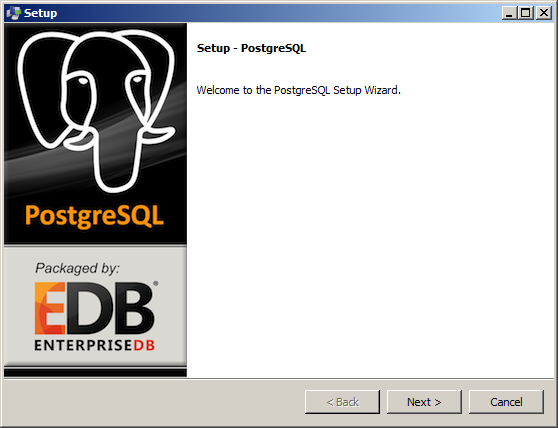 Setup
Setup - PostgreSQL
Welcome to the PostgreSQL Setup Wizard.
PostgreSQL
Packaged by:
EDB®
ENTERPRISEDB
< Back
Next >
Cancel